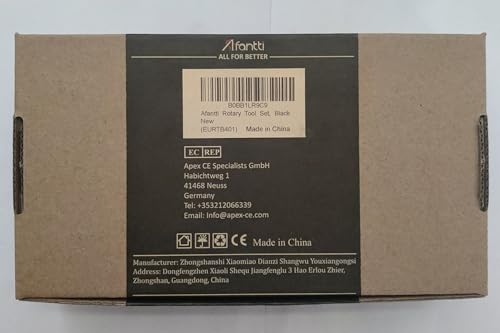 Afantti
ALL FOR BETTER
B0BB1LR9C9
Afantti Rotary Tool Set, Black
New
(EURTB401) Made in China
EC REP
Apex CE Specialists GmbH
Habichtweg 1
41468 Neuss
Germany
Tel: +353212066339
Email: Info@apex-ce.com
CE Made in China
Manufacturer: Zhongshanshi Xiaomiao Dianzi Shangwu Youxiangongsi
Address: Dongfengzhen Xiaoli Shequ Jiangfenglu 3 Hao Erlou Zhier,
Zhongshan, Guangdong, China